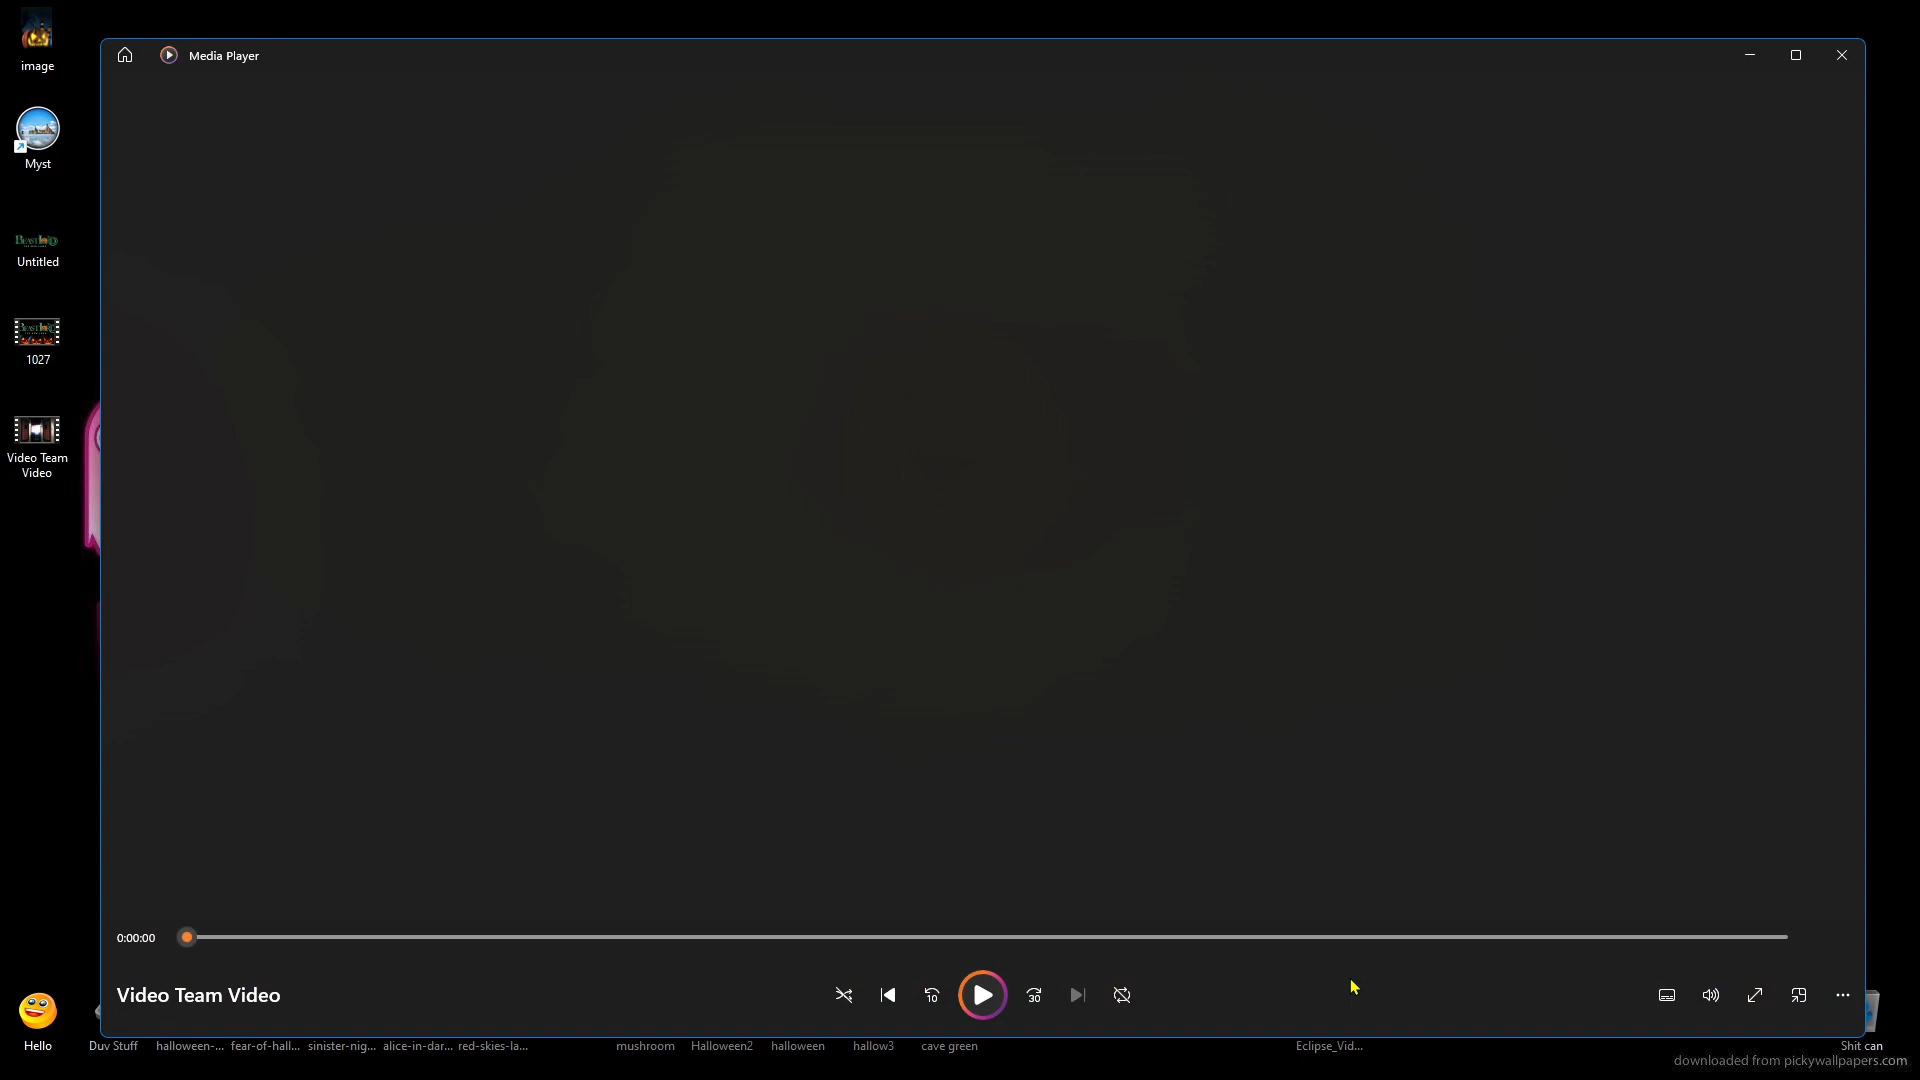 image
Media Player
Myst
Untitled
1027
Video Team
Video
0:00:00
Video Team Video
10
30
Hello
Duv Stuff
halloween-...
fear-of-hall...
sinister-nig...
alice-in-dar...
red-skies-la...
mushroom
Halloween2
halloween
hallow3
cave green
Eclipse_Vid...
Shit can
downloaded from pickywallpapers.com